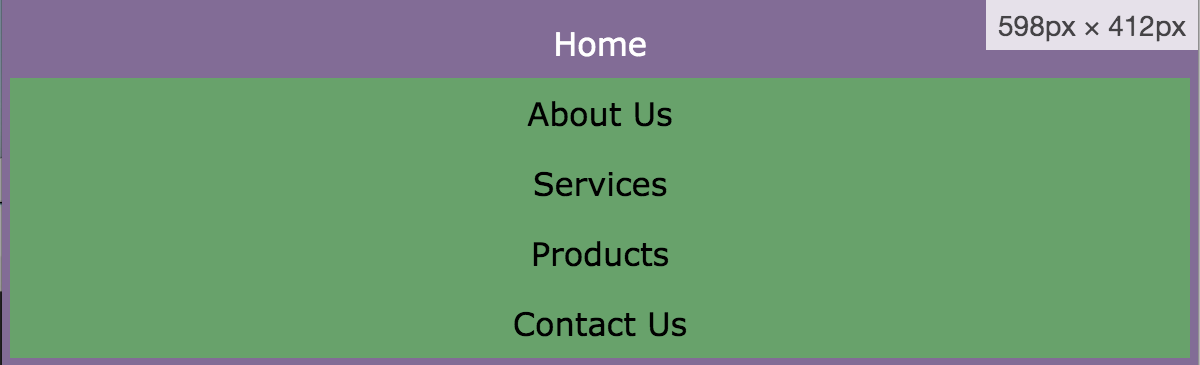 598px × 412px
Home
About Us
Services
Products
Contact Us